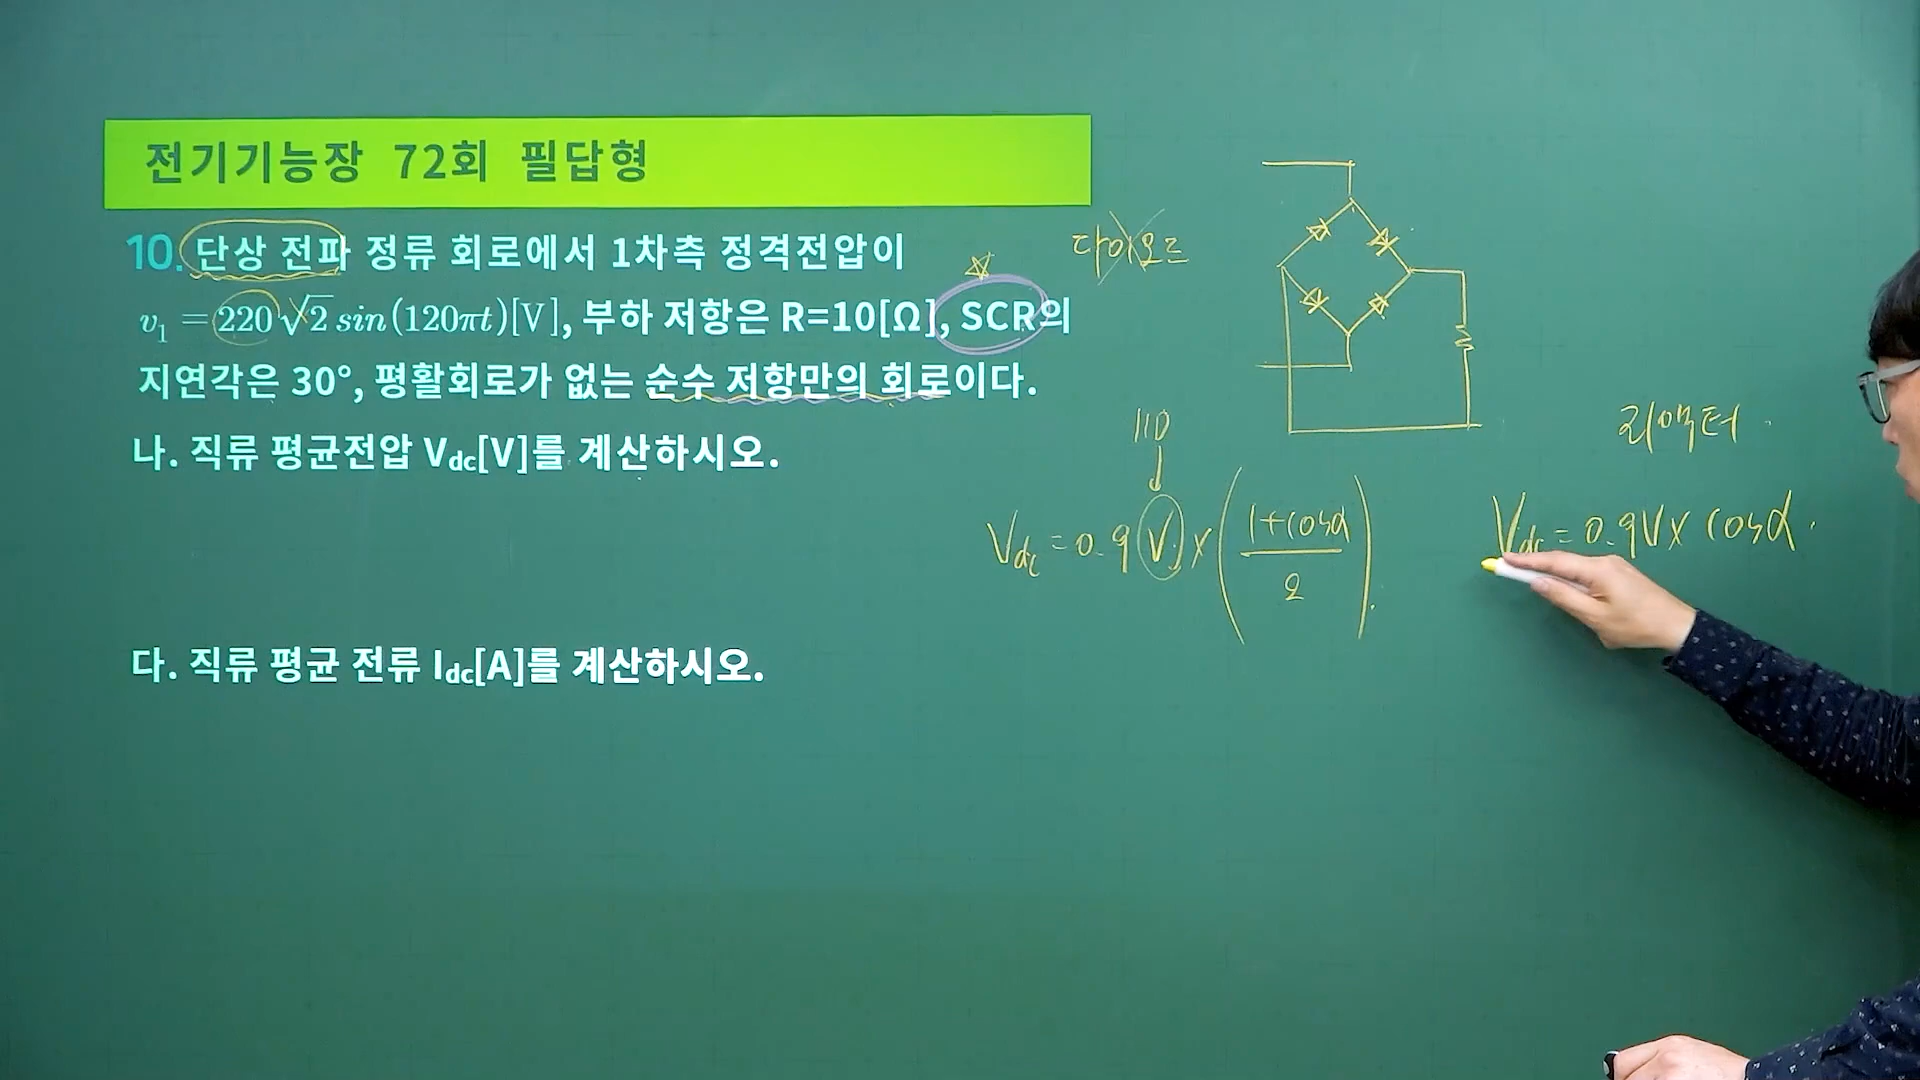 전기기능장 72회 필답형
10. 단상 전파 정류 회로에서 1차측 정격전압이
v₁ = 220√2 sin(120πt)[V], 부하 저항은 R=10[Ω], SCR의
지연각은 30°, 평활회로가 없는 순수 저항만의 회로이다.
나. 직류 평균전압 Vdc[V]를 계산하시오.
다. 직류 평균 전류 Idc[A]를 계산하시오.
다이오드
110
Vdc = 0.9 V × (1+cosα / 2)
리액터
Vdc = 0.9V × cosα